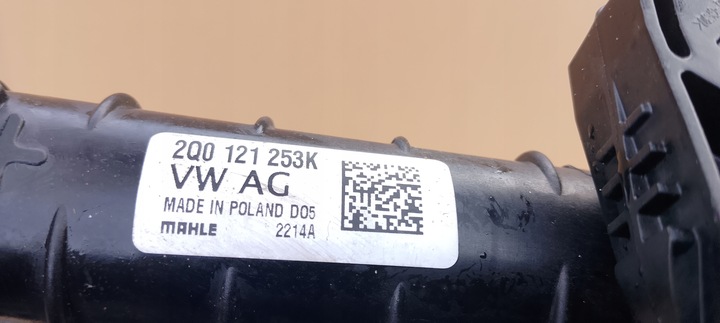 2Q0 121 253K
VW AG
MADE IN POLAND D05
MAHLE 2214A